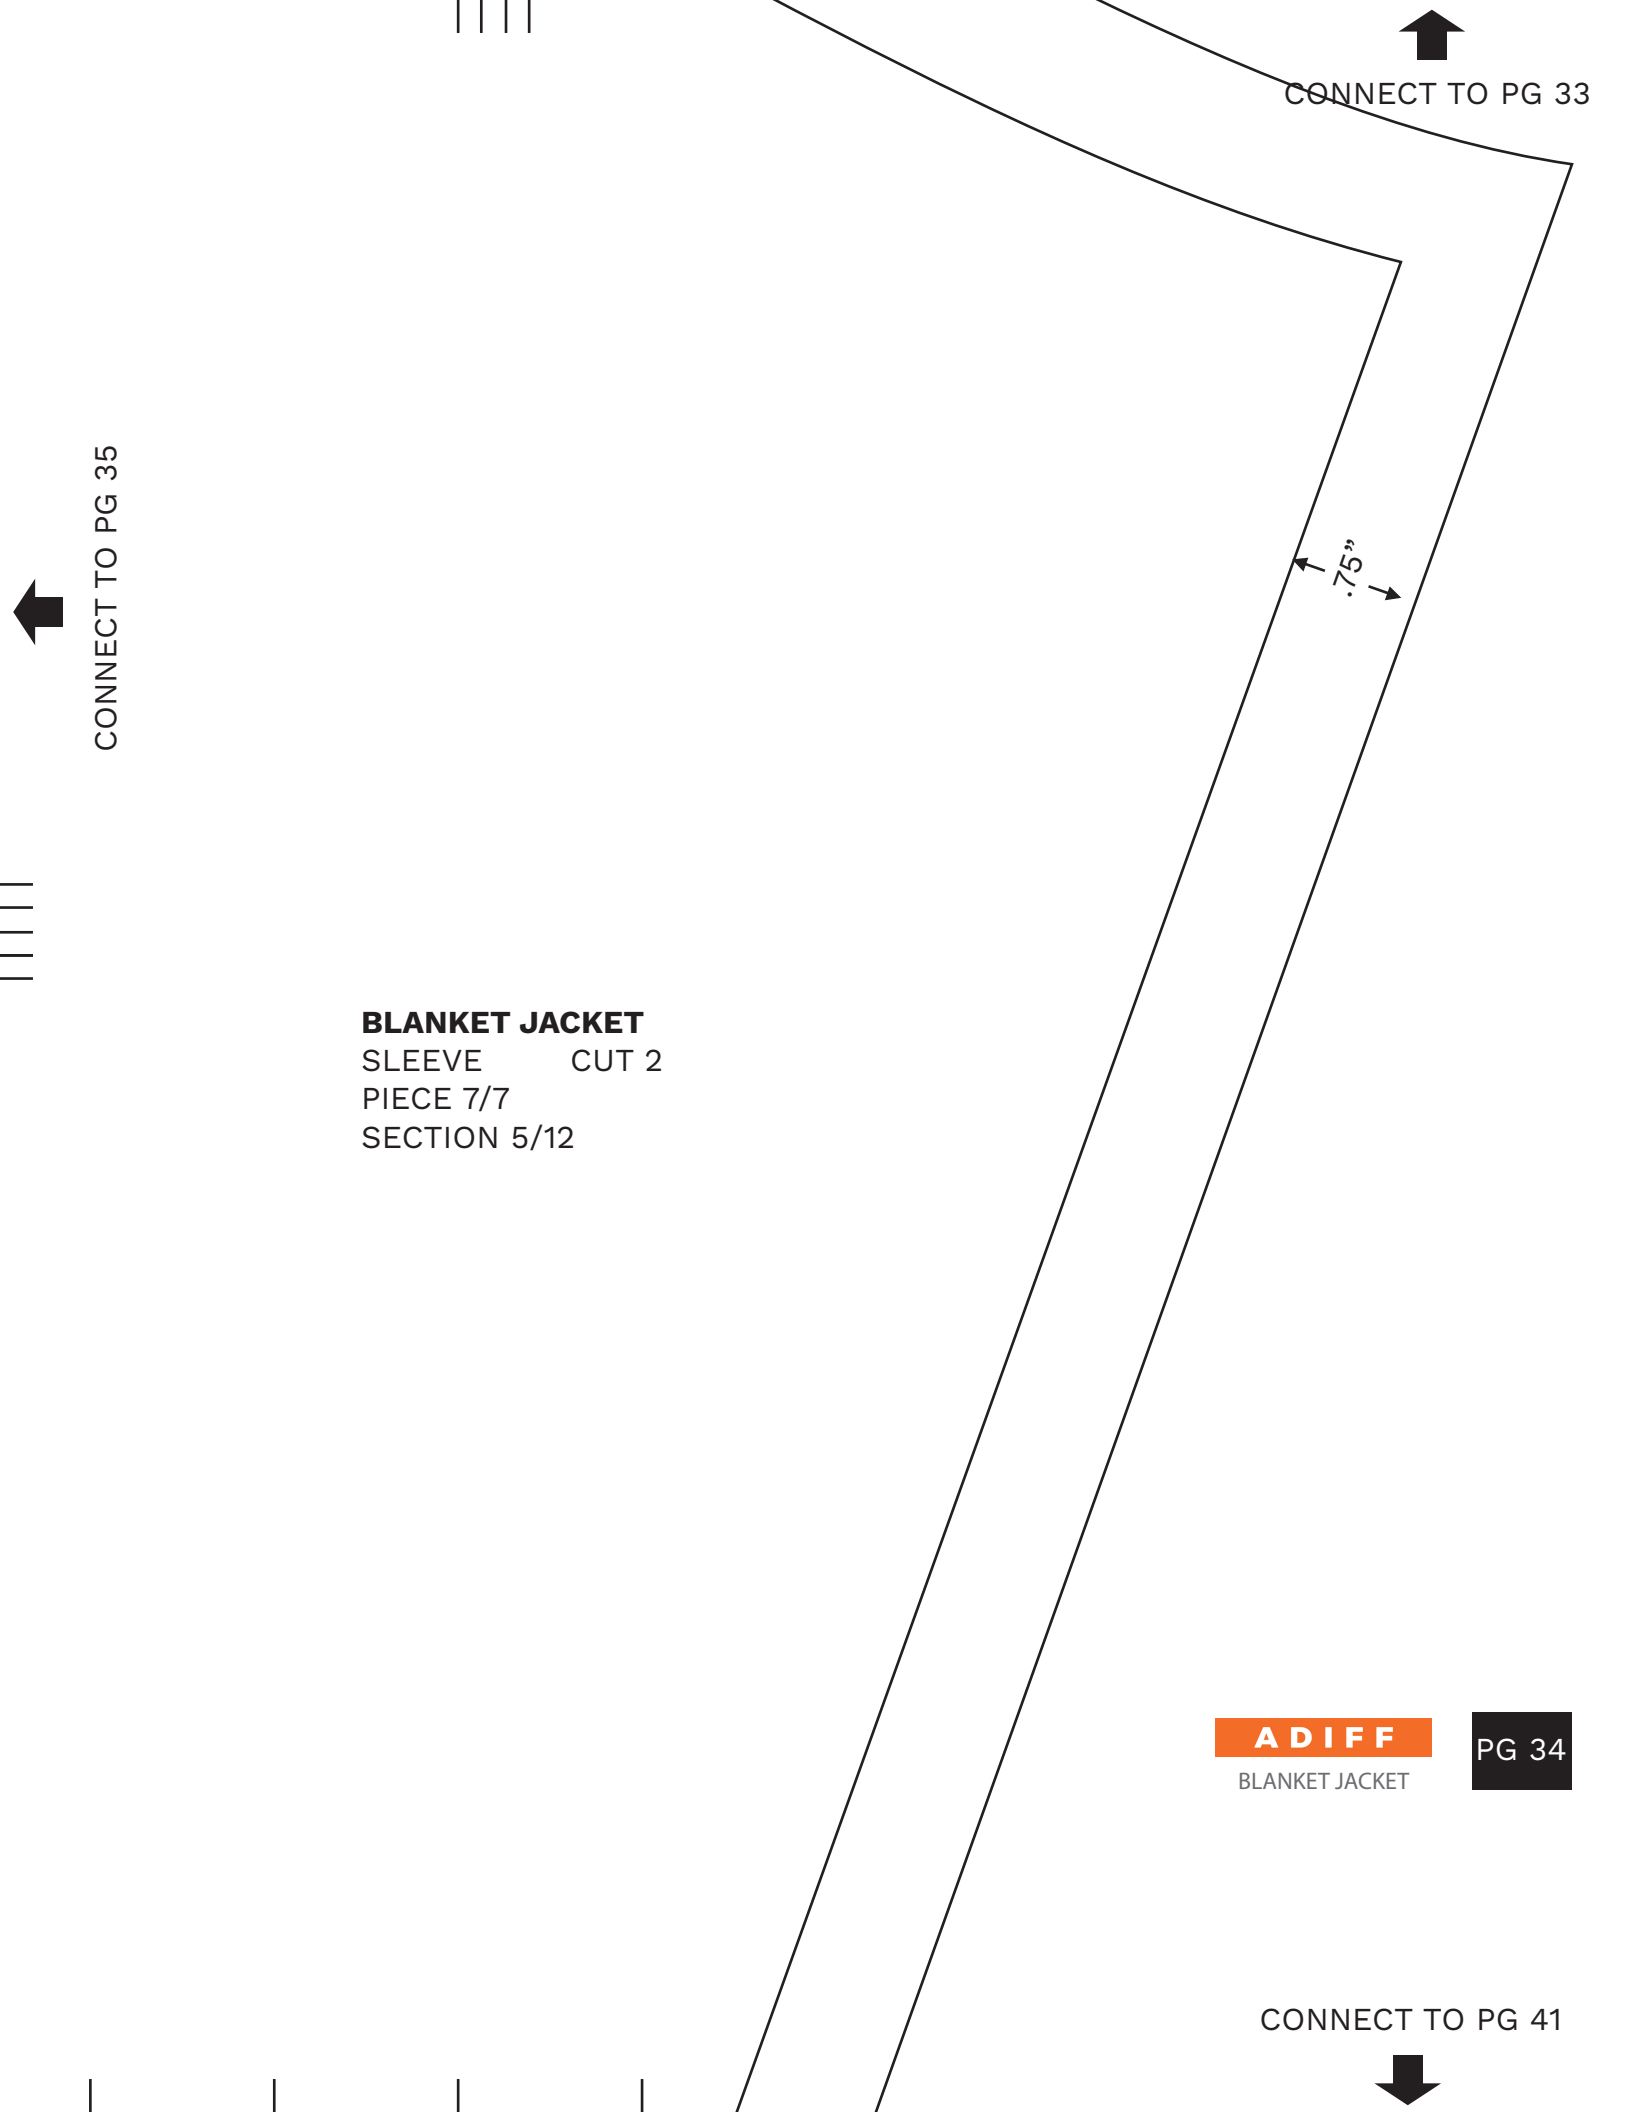 CONNECT TO PG 33
CONNECT TO PG 35
.75”
BLANKET JACKET
SLEEVE CUT 2
PIECE 7/7
SECTION 5/12
ADIFF
BLANKET JACKET
PG 34
CONNECT TO PG 41